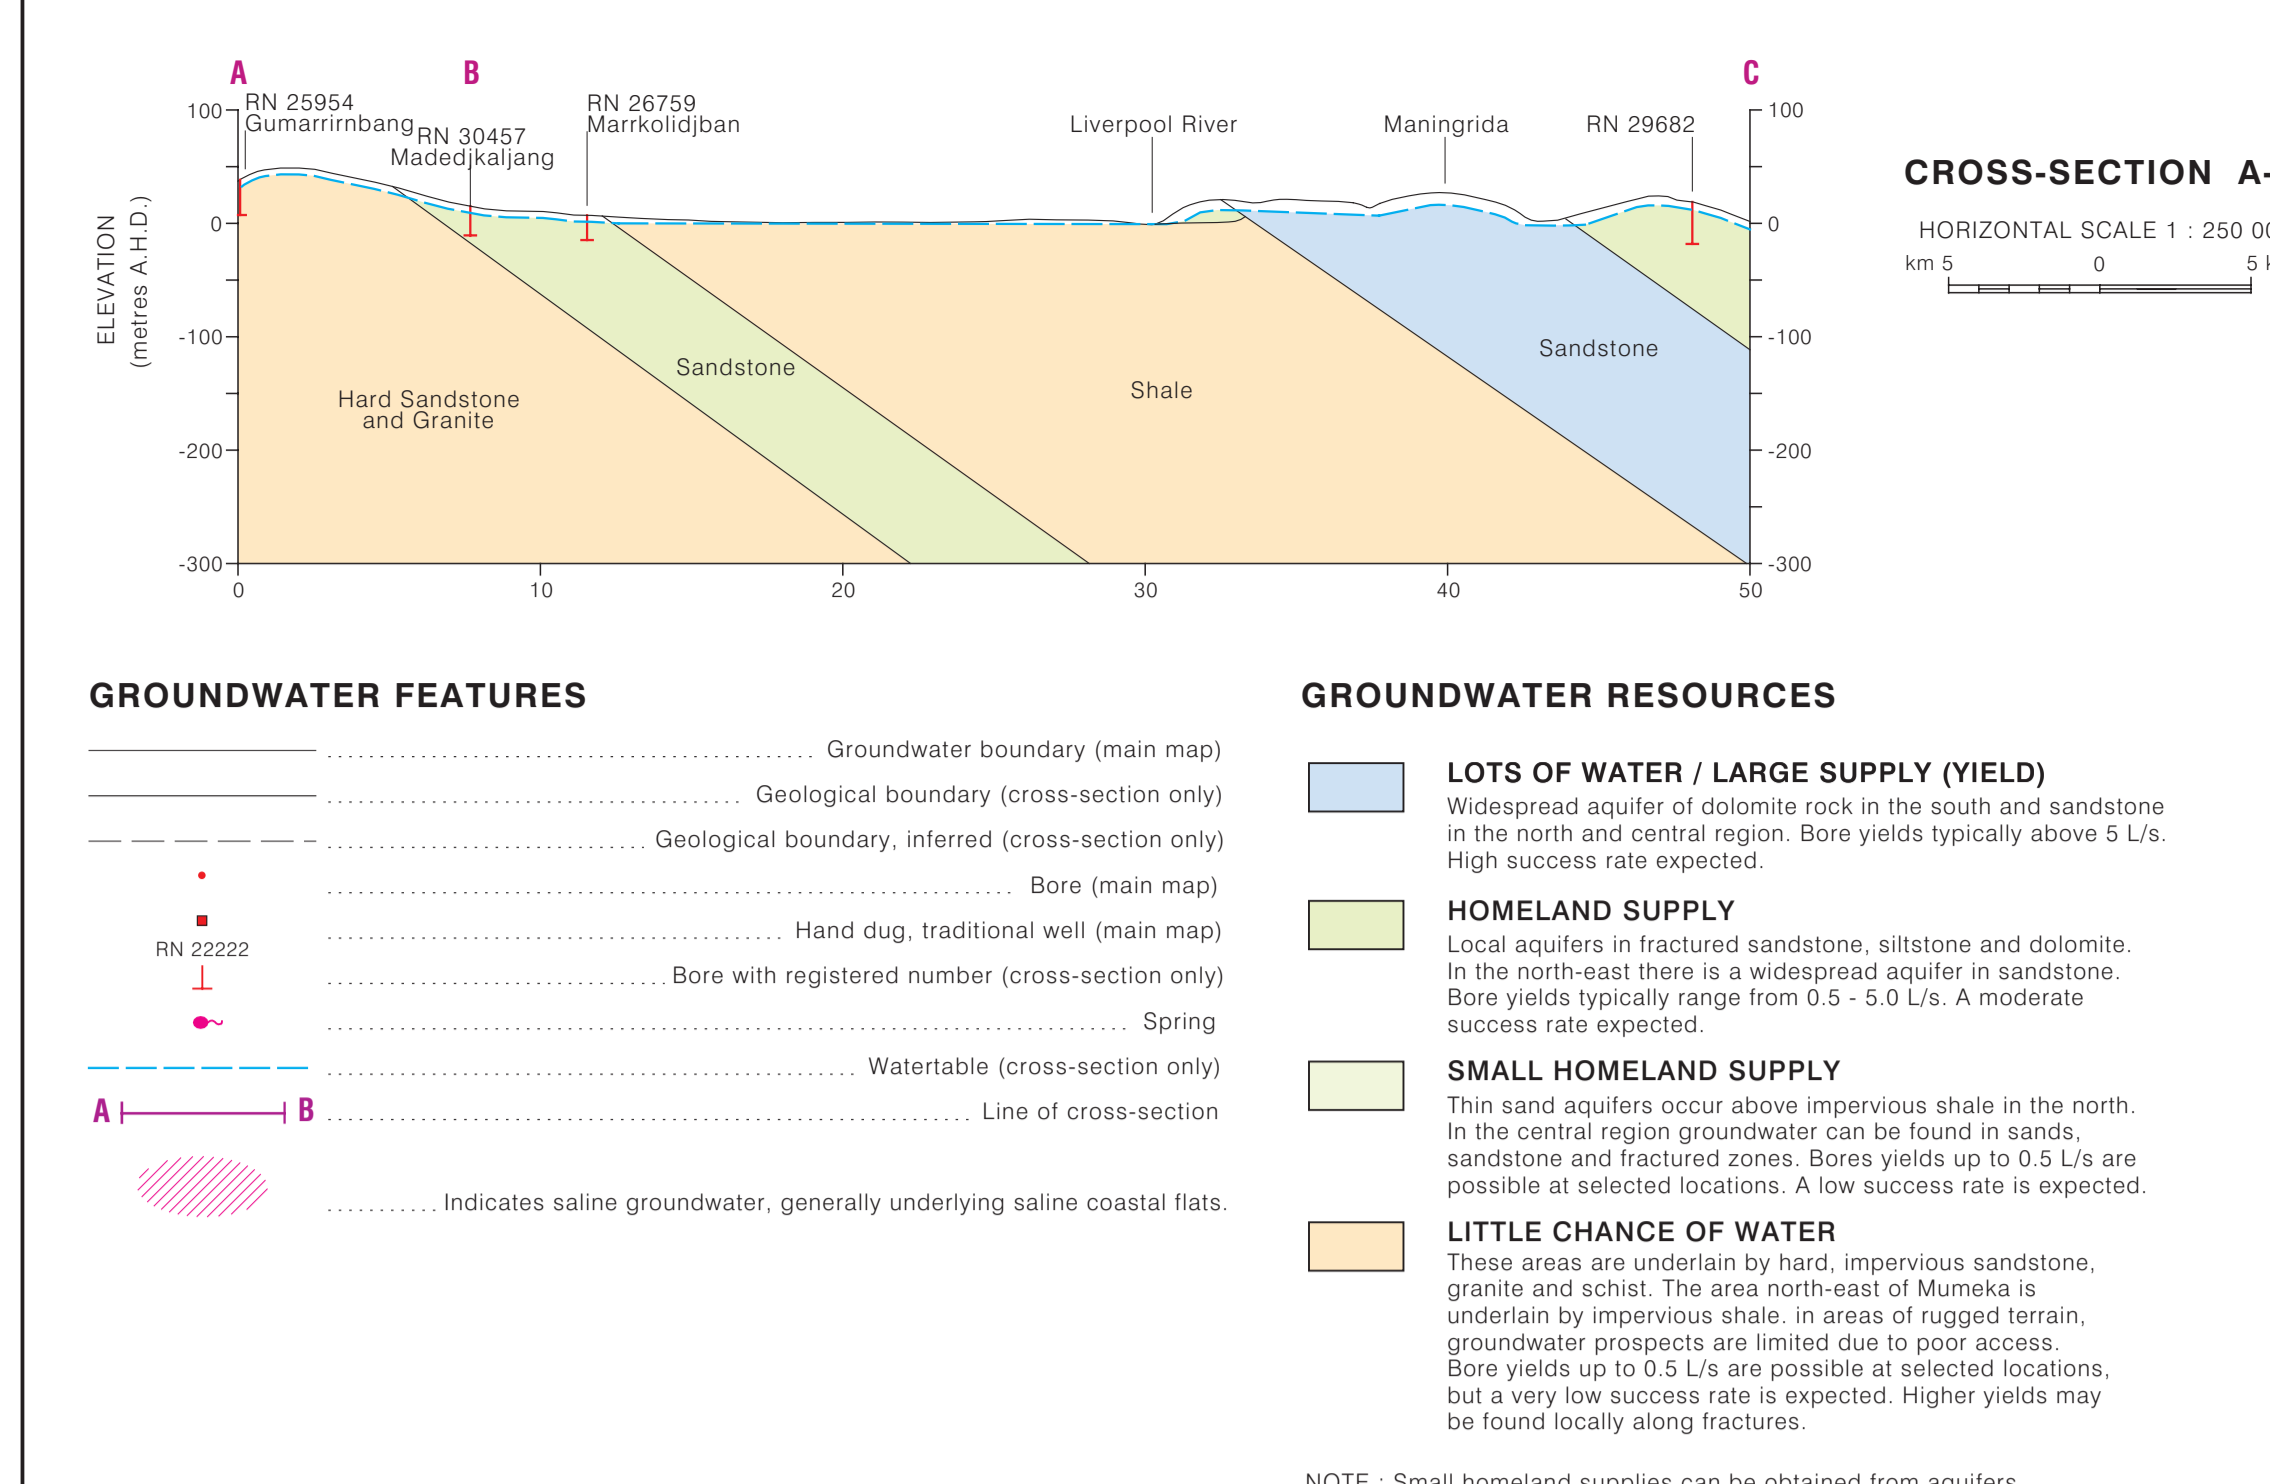 A
B
C
RN 25954
Gumarrirnbang
RN 30457
Madedjkaljang
RN 26759
Marrkolidjban
Liverpool River
Maningrida
RN 29682
100
0
-100
-200
-300
ELEVATION
(metres A.H.D.)
Hard Sandstone
and Granite
Sandstone
Shale
Sandstone
100
0
-100
-200
-300
0
10
20
30
40
50
CROSS-SECTION A-
HORIZONTAL SCALE 1 : 250 00
km 5
0
5 k
GROUNDWATER FEATURES
Groundwater boundary (main map)
Geological boundary (cross-section only)
Geological boundary, inferred (cross-section only)
Bore (main map)
Hand dug, traditional well (main map)
RN 22222
Bore with registered number (cross-section only)
Spring
Watertable (cross-section only)
A B
Line of cross-section
Indicates saline groundwater, generally underlying saline coastal flats.
GROUNDWATER RESOURCES
LOTS OF WATER / LARGE SUPPLY (YIELD)
Widespread aquifer of dolomite rock in the south and sandstone
in the north and central region. Bore yields typically above 5 L/s.
High success rate expected.
HOMELAND SUPPLY
Local aquifers in fractured sandstone, siltstone and dolomite.
In the north-east there is a widespread aquifer in sandstone.
Bore yields typically range from 0.5 - 5.0 L/s. A moderate
success rate expected.
SMALL HOMELAND SUPPLY
Thin sand aquifers occur above impervious shale in the north.
In the central region groundwater can be found in sands,
sandstone and fractured zones. Bores yields up to 0.5 L/s are
possible at selected locations. A low success rate is expected.
LITTLE CHANCE OF WATER
These areas are underlain by hard, impervious sandstone,
granite and schist. The area north-east of Mumeka is
underlain by impervious shale. in areas of rugged terrain,
groundwater prospects are limited due to poor access.
Bore yields up to 0.5 L/s are possible at selected locations,
but a very low success rate is expected. Higher yields may
be found locally along fractures.
NOTE : Small homeland supplies can be obtained from aquifers